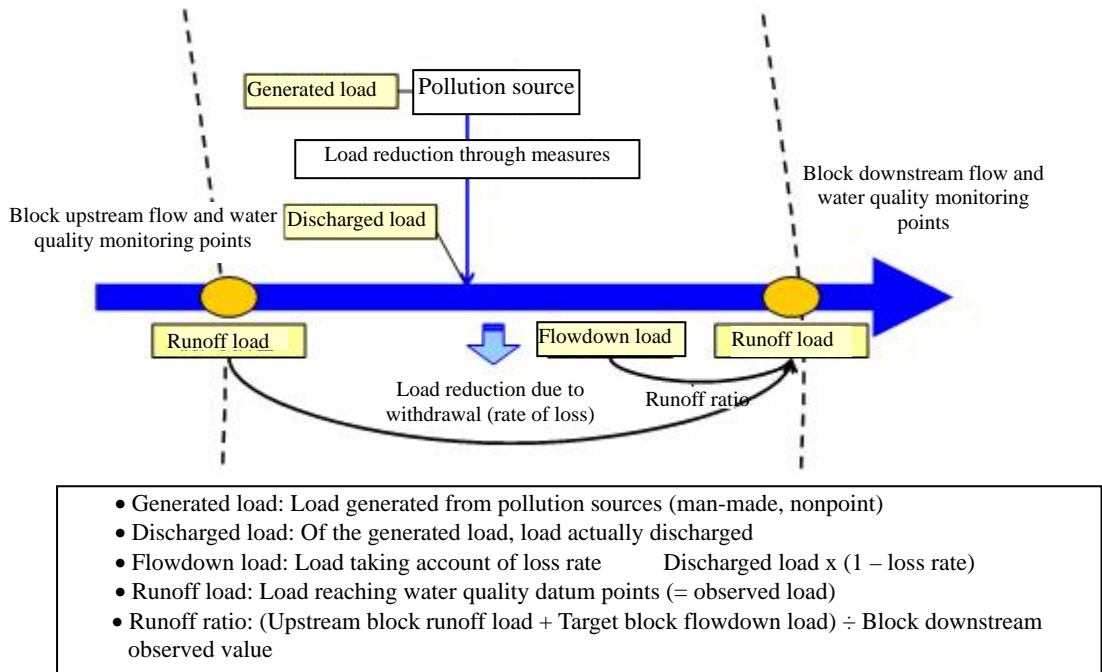 Generated load
Pollution source
Load reduction through measures
Block downstream flow and
water quality monitoring
points
Block upstream flow and water
quality monitoring points
Discharged load
Runoff load
Flowdown load
Runoff load
Load reduction due to
withdrawal (rate of loss)
Runoff ratio
• Generated load: Load generated from pollution sources (man-made, nonpoint)
• Discharged load: Of the generated load, load actually discharged
• Flowdown load: Load taking account of loss rate Discharged load x (1 – loss rate)
• Runoff load: Load reaching water quality datum points (= observed load)
• Runoff ratio: (Upstream block runoff load + Target block flowdown load) ÷ Block downstream
observed value